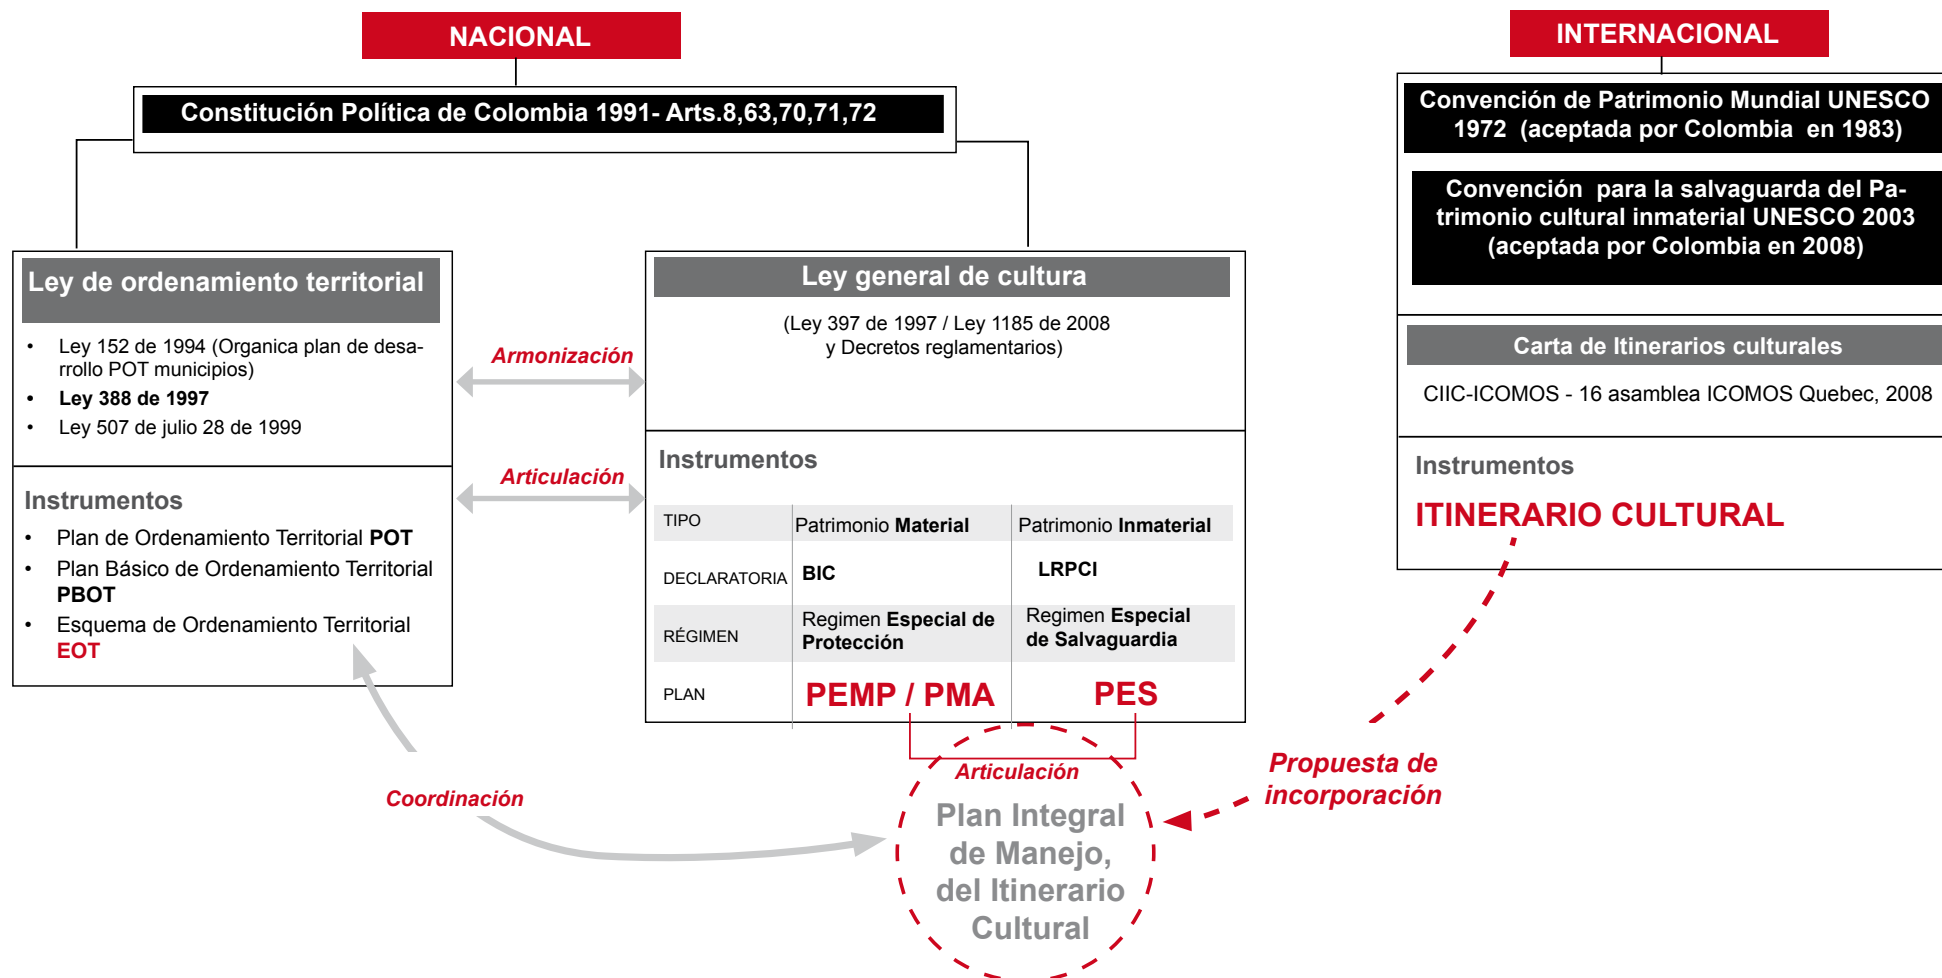 NACIONAL
Constitución Política de Colombia 1991- Arts.8,63,70,71,72
Ley de ordenamiento territorial
• Ley 152 de 1994 (Organica plan de desa-
rrollo POT municipios)
• Ley 388 de 1997
• Ley 507 de julio 28 de 1999
Instrumentos
• Plan de Ordenamiento Territorial POT
• Plan Básico de Ordenamiento Territorial
PBOT
• Esquema de Ordenamiento Territorial
EOT
Armonización
Articulación
Ley general de cultura
(Ley 397 de 1997 / Ley 1185 de 2008
y Decretos reglamentarios)
Instrumentos
TIPO Patrimonio Material Patrimonio Inmaterial
DECLARATORIA BIC LRPCI
RÉGIMEN Regimen Especial de Protección Regimen Especial de Salvaguardia
PLAN PEMP / PMA PES
Articulación
Coordinación
Plan Integral
de Manejo,
del Itinerario
Cultural
Propuesta de
incorporación
INTERNACIONAL
Convención de Patrimonio Mundial UNESCO
1972 (aceptada por Colombia en 1983)
Convención para la salvaguarda del Pa-
trimonio cultural inmaterial UNESCO 2003
(aceptada por Colombia en 2008)
Carta de Itinerarios culturales
CIIC-ICOMOS - 16 asamblea ICOMOS Quebec, 2008
Instrumentos
ITINERARIO CULTURAL